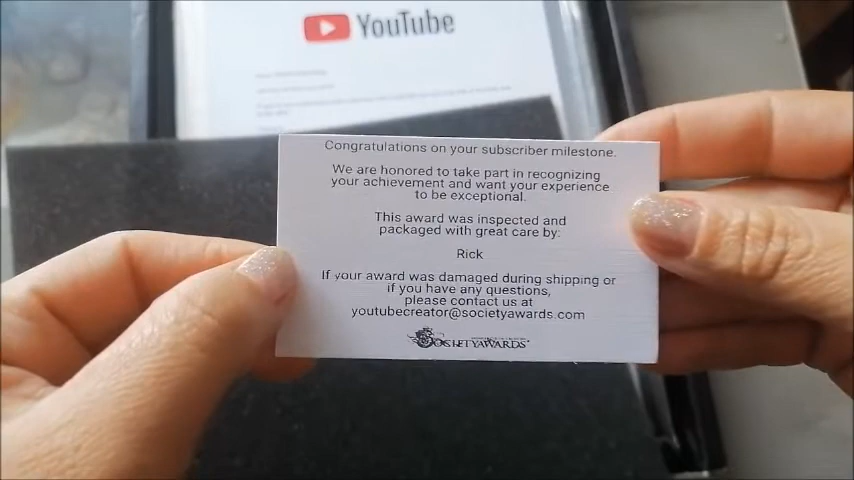 YouTube
Congratulations on your subscriber milestone.
We are honored to take part in recognizing
your achievement and want your experience
to be exceptional.
This award was inspected and
packaged with great care by:
Rick
If your award was damaged during shipping or
if you have any questions,
please contact us at
youtubecreator@societyawards.com
SOCIETYAWARDS